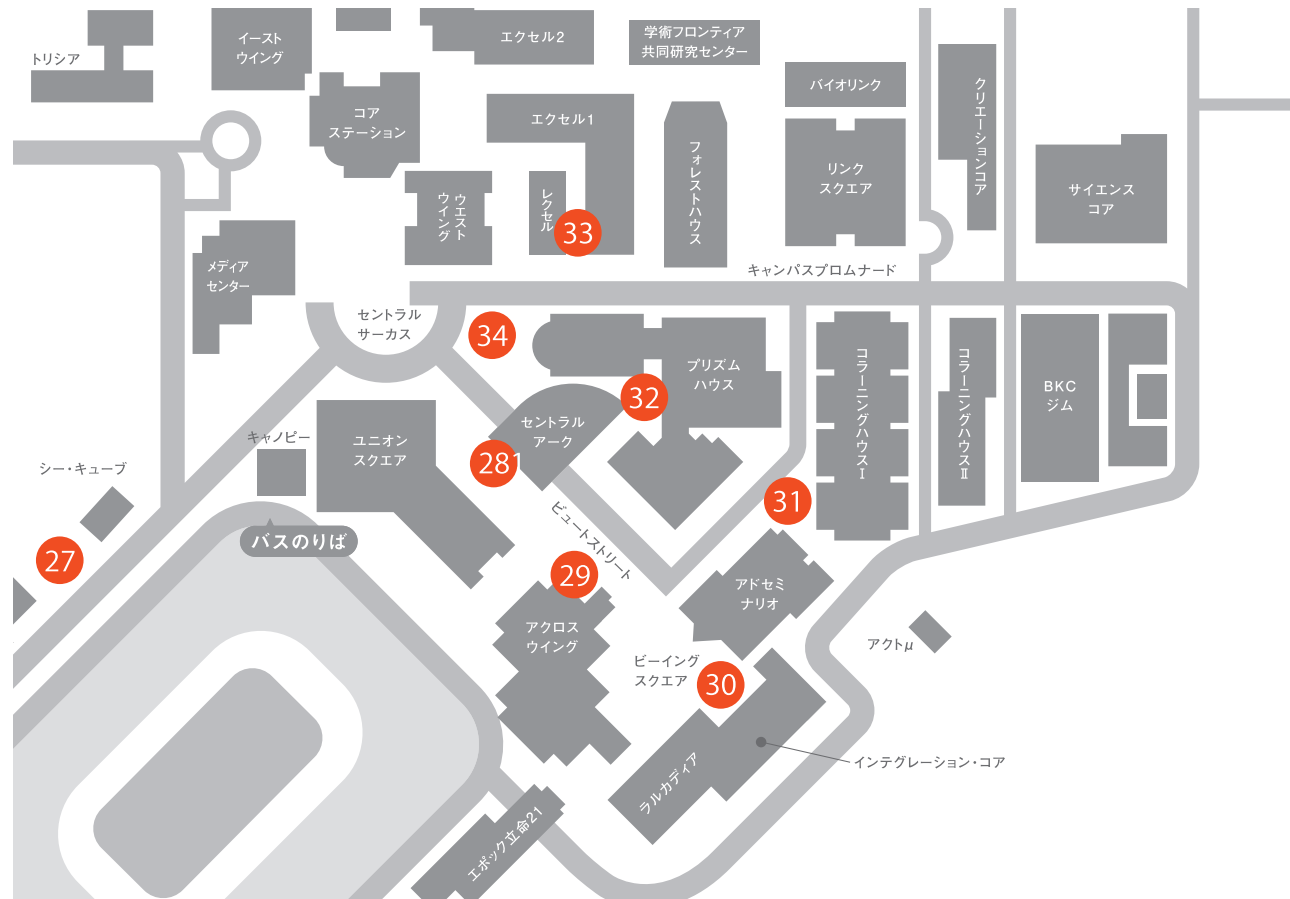 トリシア
イースト
ウイング
エクセル2
学術フロンティア
共同研究センター
コア
ステーション
エクセル1
バイオリンク
クリエーションコア
フォレストハウス
リンク
スクエア
サイエンス
コア
ウエスト
ウイング
レクセル
33
メディア
センター
キャンパスプロムナード
セントラル
サーカス
34
プリズム
ハウス
コラーニングハウスⅠ
コラーニングハウスⅡ
BKC
ジム
32
セントラル
アーク
キャノピー
ユニオン
スクエア
281
シー・キューブ
31
27
バスのりば
ビュートストリート
29
アドセミ
ナリオ
アクロス
ウイング
アクトμ
ビーイング
スクエア
30
インテグレーション・コア
ラルカディア
エポック立命21